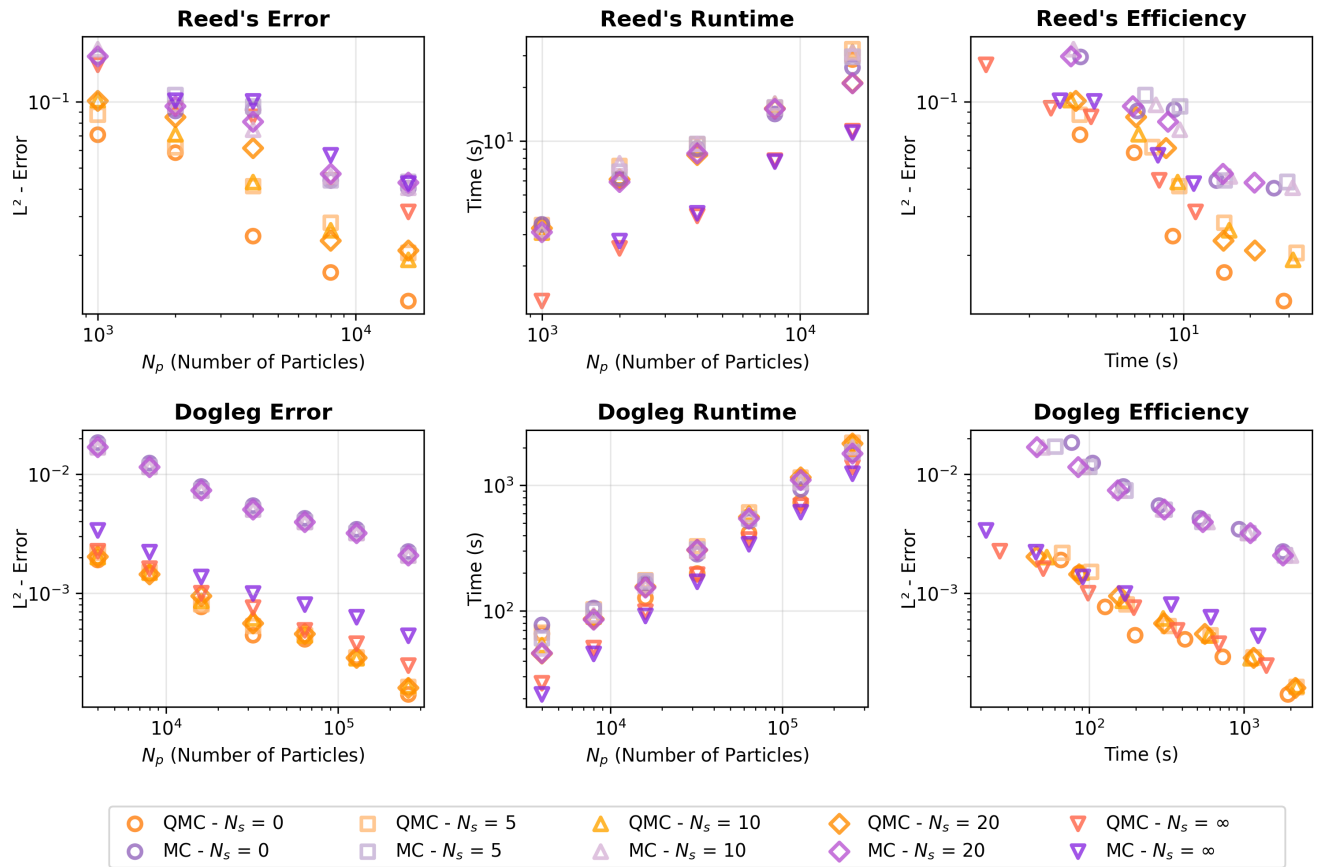 Reed's Error
Reed's Runtime
Reed's Efficiency
L² - Error
10⁻¹
10³
10⁴
N_p (Number of Particles)
Time (s)
10¹
10³
10⁴
N_p (Number of Particles)
L² - Error
10⁻¹
10¹
Time (s)
Dogleg Error
Dogleg Runtime
Dogleg Efficiency
L² - Error
10⁻²
10⁻³
10⁴
10⁵
N_p (Number of Particles)
Time (s)
10³
10²
10⁴
10⁵
N_p (Number of Particles)
L² - Error
10⁻²
10⁻³
10²
10³
Time (s)
QMC - N_s = 0
QMC - N_s = 5
QMC - N_s = 10
QMC - N_s = 20
QMC - N_s = ∞
MC - N_s = 0
MC - N_s = 5
MC - N_s = 10
MC - N_s = 20
MC - N_s = ∞